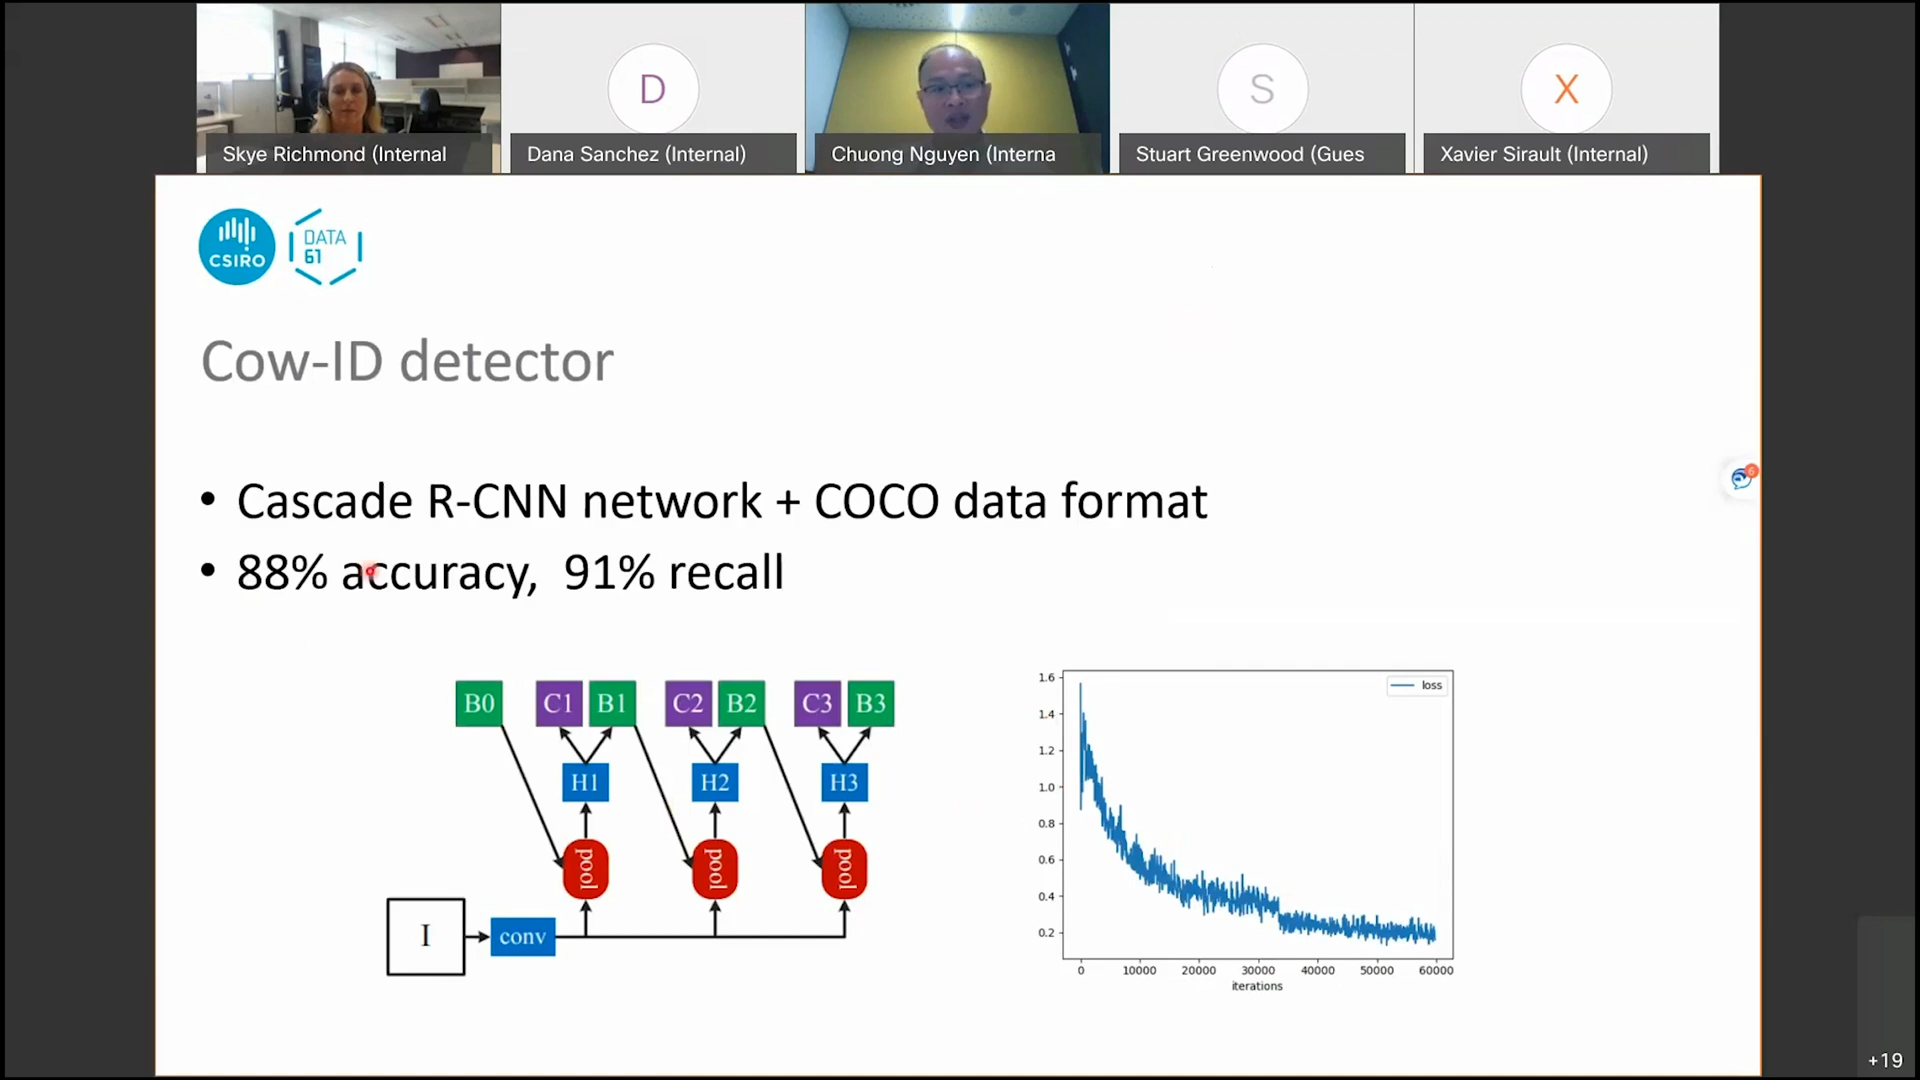 D
S
X
Skye Richmond (Internal
Dana Sanchez (Internal)
Chuong Nguyen (Interna
Stuart Greenwood (Gues
Xavier Sirault (Internal)
CSIRO
DATA
61
Cow-ID detector
6
• Cascade R-CNN network + COCO data format
• 88% accuracy, 91% recall
B0
C1
B1
C2
B2
C3
B3
H1
H2
H3
pool
pool
pool
I
conv
loss
1.6
1.4
1.2
1.0
0.8
0.6
0.4
0.2
0
10000
20000
30000
40000
50000
60000
iterations
+19